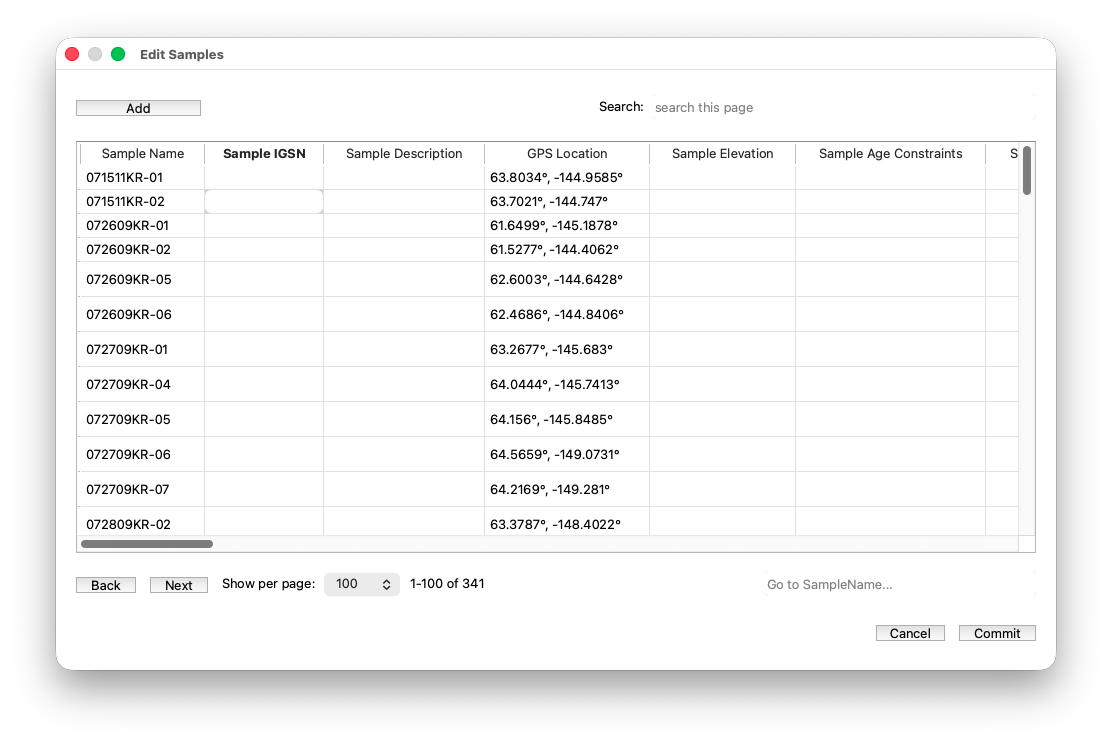 Edit Samples
Add Search: search this page
Sample Name Sample IGSN Sample Description GPS Location Sample Elevation Sample Age Constraints S
071511KR-01 63.8034°, -144.9585°
071511KR-02 63.7021°, -144.747°
072609KR-01 61.6499°, -145.1878°
072609KR-02 61.5277°, -144.4062°
072609KR-05 62.6003°, -144.6428°
072609KR-06 62.4686°, -144.8406°
072709KR-01 63.2677°, -145.683°
072709KR-04 64.0444°, -145.7413°
072709KR-05 64.156°, -145.8485°
072709KR-06 64.5659°, -149.0731°
072709KR-07 64.2169°, -149.281°
072809KR-02 63.3787°, -148.4022°
Back Next Show per page: 100 1-100 of 341 Go to SampleName...
Cancel Commit